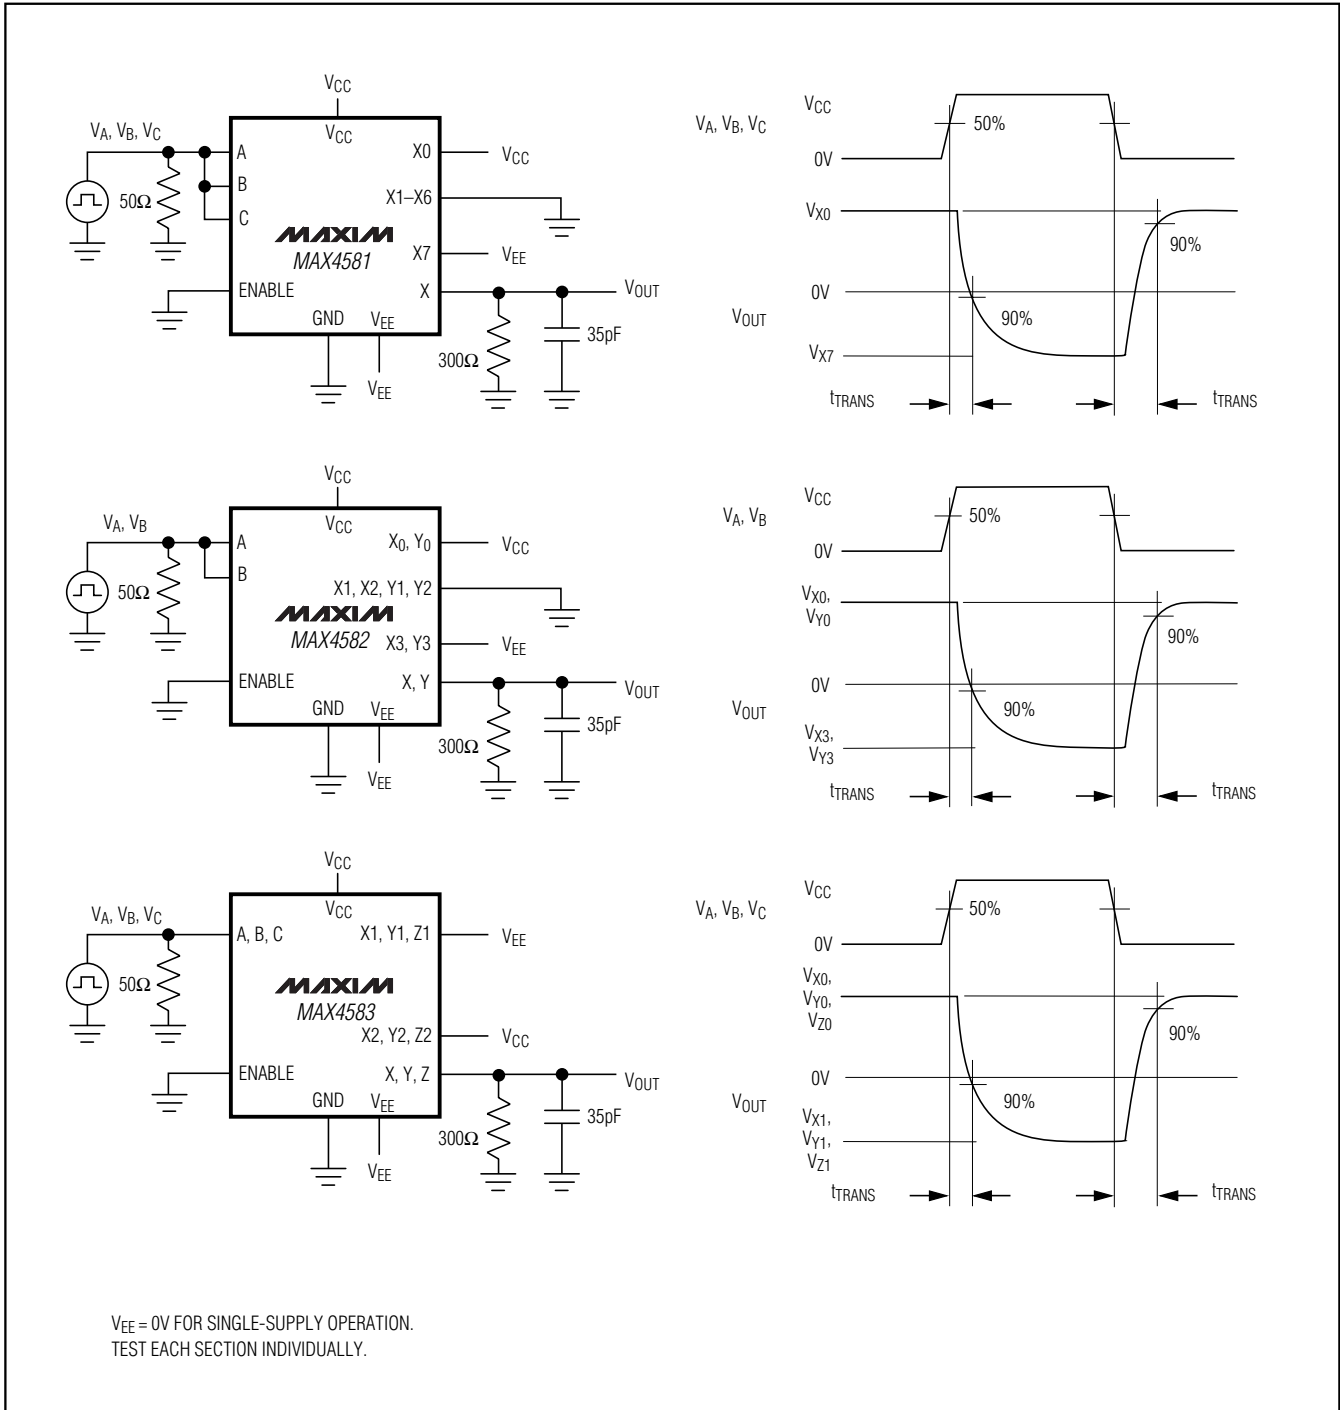 VCC
VA, VB, VC
VCC
A
X0
VCC
50Ω
B
X1–X6
C
MAXIM
MAX4581
X7
VEE
ENABLE
X
VOUT
GND
VEE
300Ω
35pF
VEE
VA, VB, VC
VCC
50%
0V
VX0
90%
0V
VOUT
90%
VX7
tTRANS
tTRANS
VCC
VA, VB
VCC
A
X0, Y0
VCC
50Ω
B
X1, X2, Y1, Y2
MAXIM
MAX4582
X3, Y3
VEE
ENABLE
X, Y
VOUT
GND
VEE
300Ω
35pF
VEE
VA, VB
VCC
50%
0V
VX0,
VY0
90%
0V
VOUT
90%
VX3,
VY3
tTRANS
tTRANS
VCC
VA, VB, VC
VCC
A, B, C
X1, Y1, Z1
VEE
50Ω
MAXIM
MAX4583
X2, Y2, Z2
VCC
ENABLE
X, Y, Z
VOUT
GND
VEE
300Ω
35pF
VEE
VA, VB, VC
VCC
50%
0V
VX0,
VY0,
VZ0
90%
0V
VOUT
90%
VX1,
VY1,
VZ1
tTRANS
tTRANS
VEE = 0V FOR SINGLE-SUPPLY OPERATION.
TEST EACH SECTION INDIVIDUALLY.